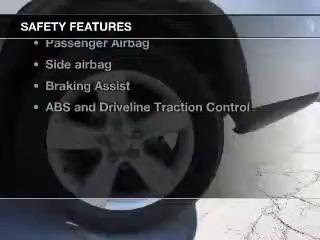 SAFETY FEATURES
• Passenger Airbag
• Side airbag
• Braking Assist
• ABS and Driveline Traction Control